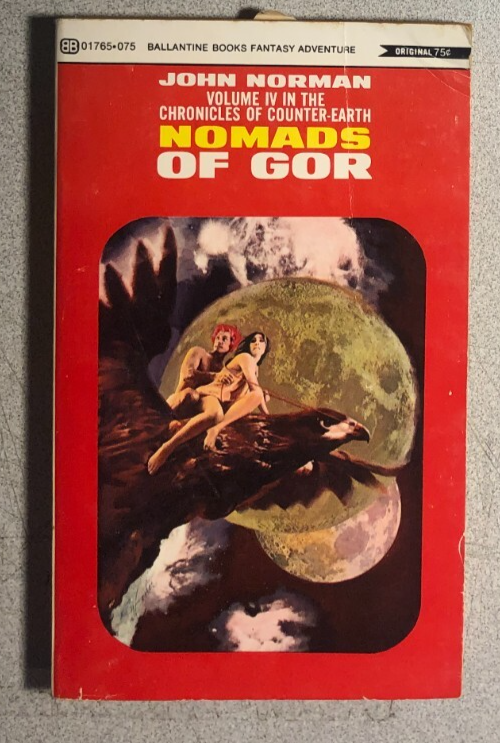 BB 01765•075 BALLANTINE BOOKS FANTASY ADVENTURE ORIGINAL 75¢
JOHN NORMAN
VOLUME IV IN THE
CHRONICLES OF COUNTER-EARTH
NOMADS
OF GOR